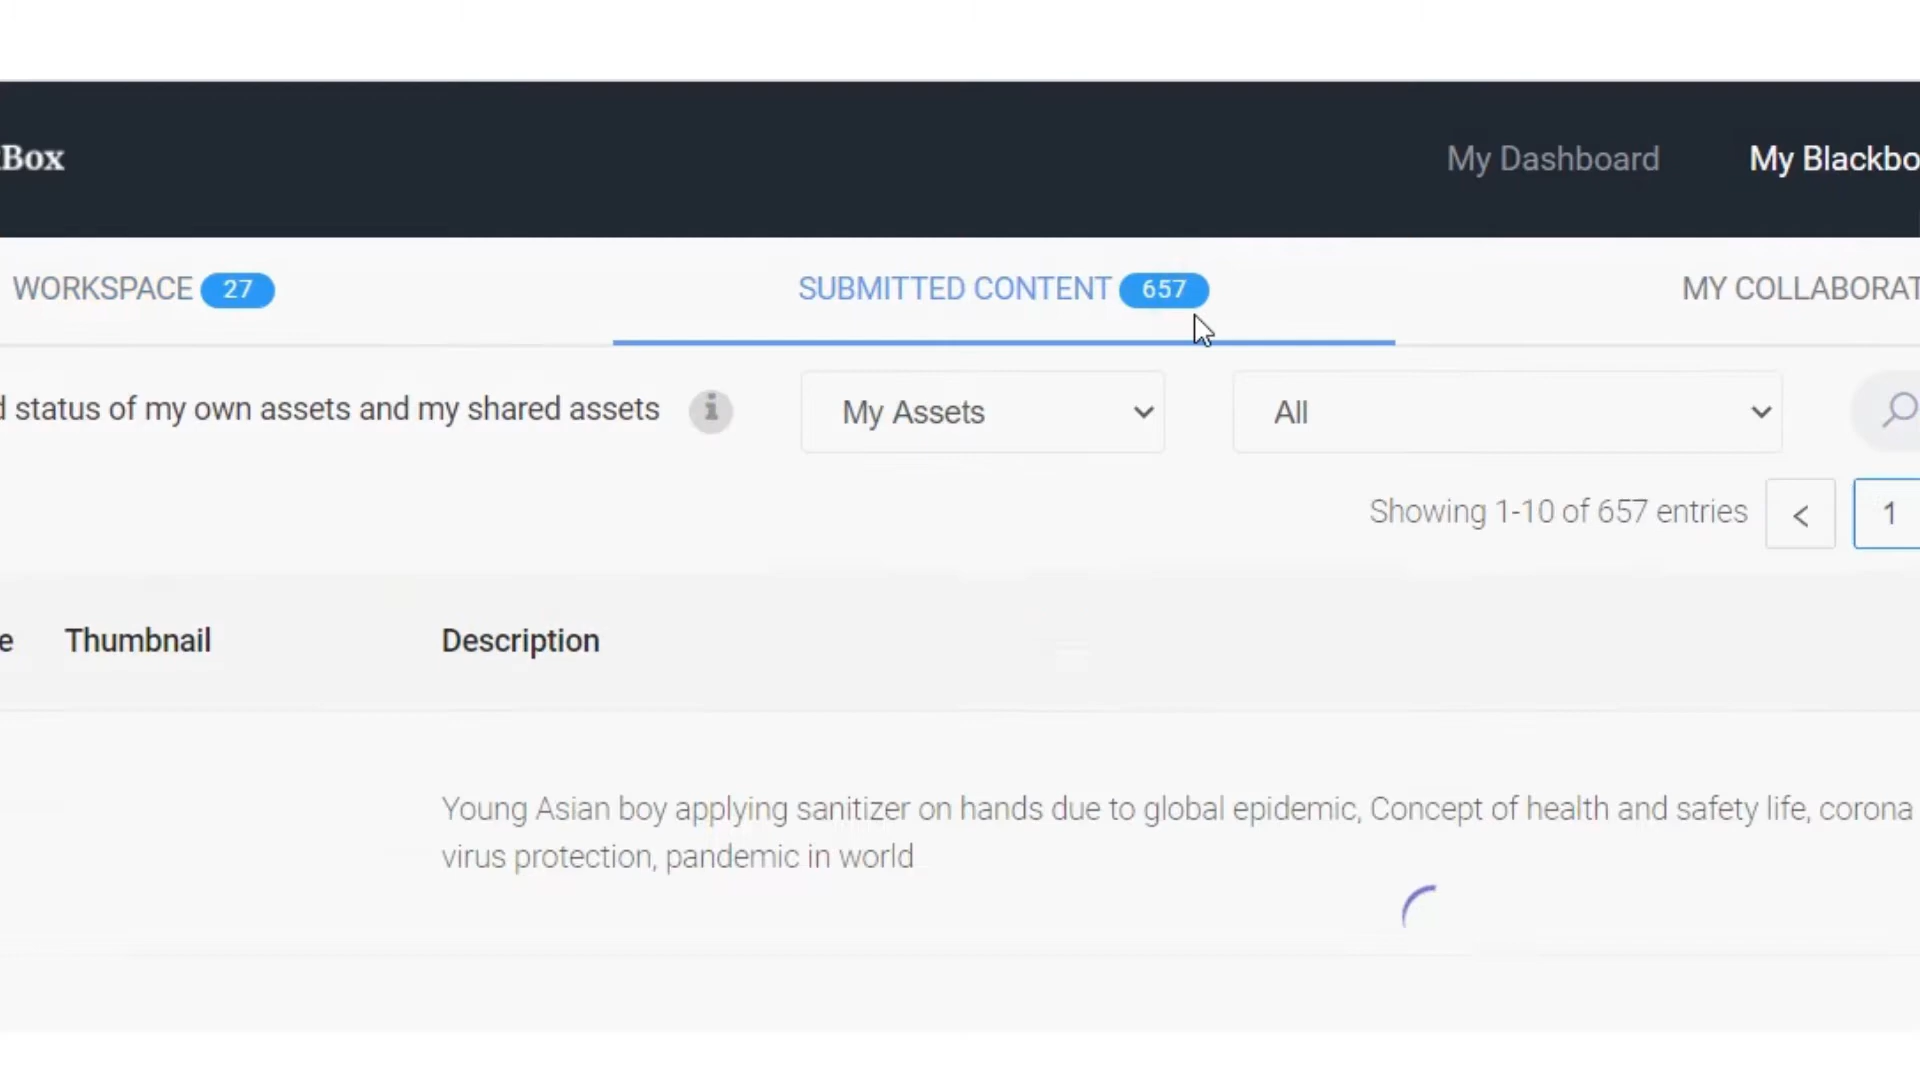 Box
My Dashboard
My Blackbo
WORKSPACE 27
SUBMITTED CONTENT 657
MY COLLABORAT
status of my own assets and my shared assets
My Assets
All
Showing 1-10 of 657 entries < 1
e Thumbnail Description
Young Asian boy applying sanitizer on hands due to global epidemic, Concept of health and safety life, corona
virus protection, pandemic in world